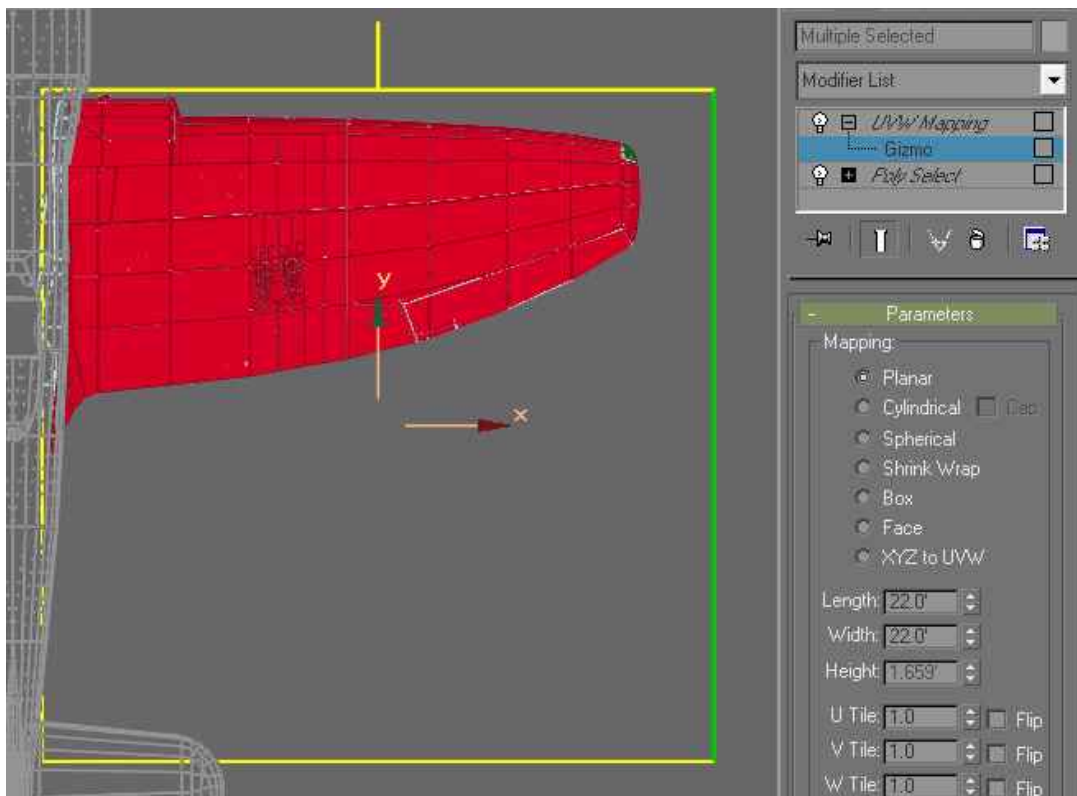 Multiple Selected
Modifier List
UVW Mapping
Gizmo
Poly Select
y
x
- Parameters
Mapping:
Planar
Cylindrical Cap
Spherical
Shrink Wrap
Box
Face
XYZ to UVW
Length: 22.0'
Width: 22.0'
Height: 1.659'
U Tile: 1.0 Flip
V Tile: 1.0 Flip
W Tile: 1.0 Flip